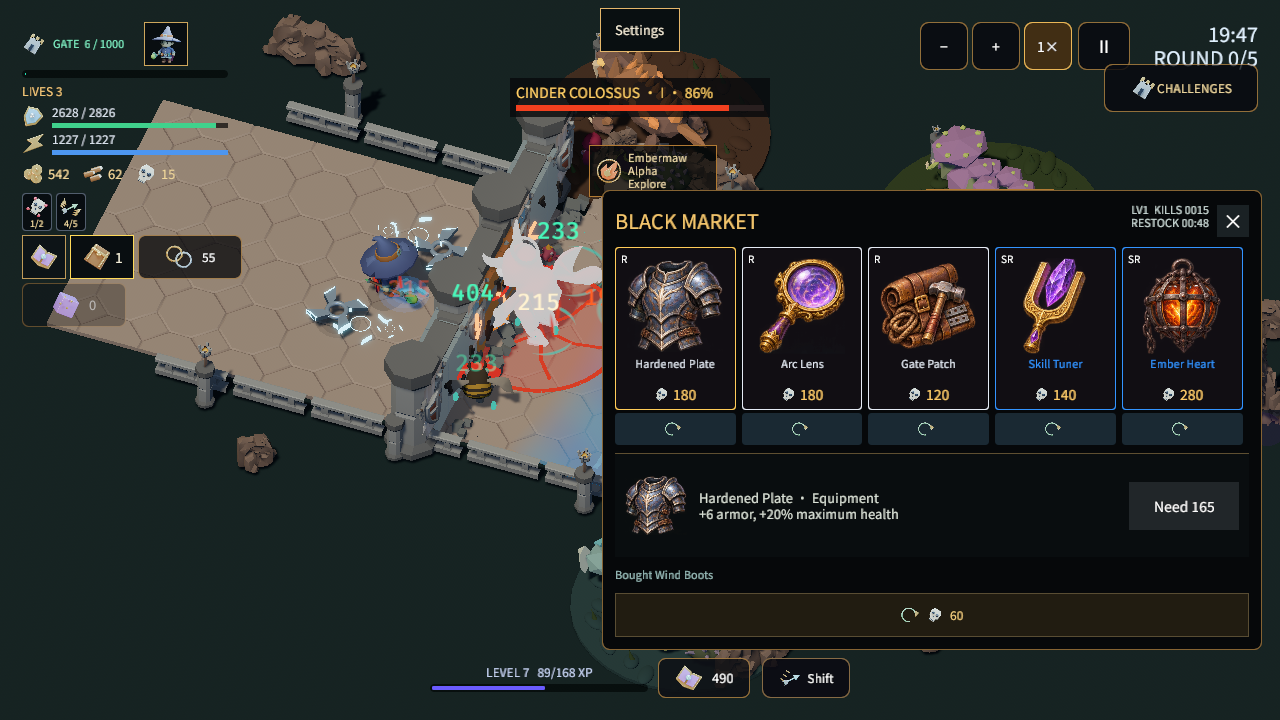 GATE 6 / 1000
LIVES 3
2628 / 2826
1227 / 1227
542
62
15
1/2
4/5
1
55
0
Settings
CINDER COLOSSUS · I · 86%
Embermaw
Alpha
Explore
−
+
1×
19:47
ROUND 0/5
CHALLENGES
233
404
215
233
BLACK MARKET
LV1 KILLS 0015
RESTOCK 00:48
R
R
R
SR
SR
Hardened Plate
Arc Lens
Gate Patch
Skill Tuner
Ember Heart
180
180
120
140
280
Hardened Plate · Equipment
+6 armor, +20% maximum health
Need 165
Bought Wind Boots
60
LEVEL 7 89/168 XP
490
Shift